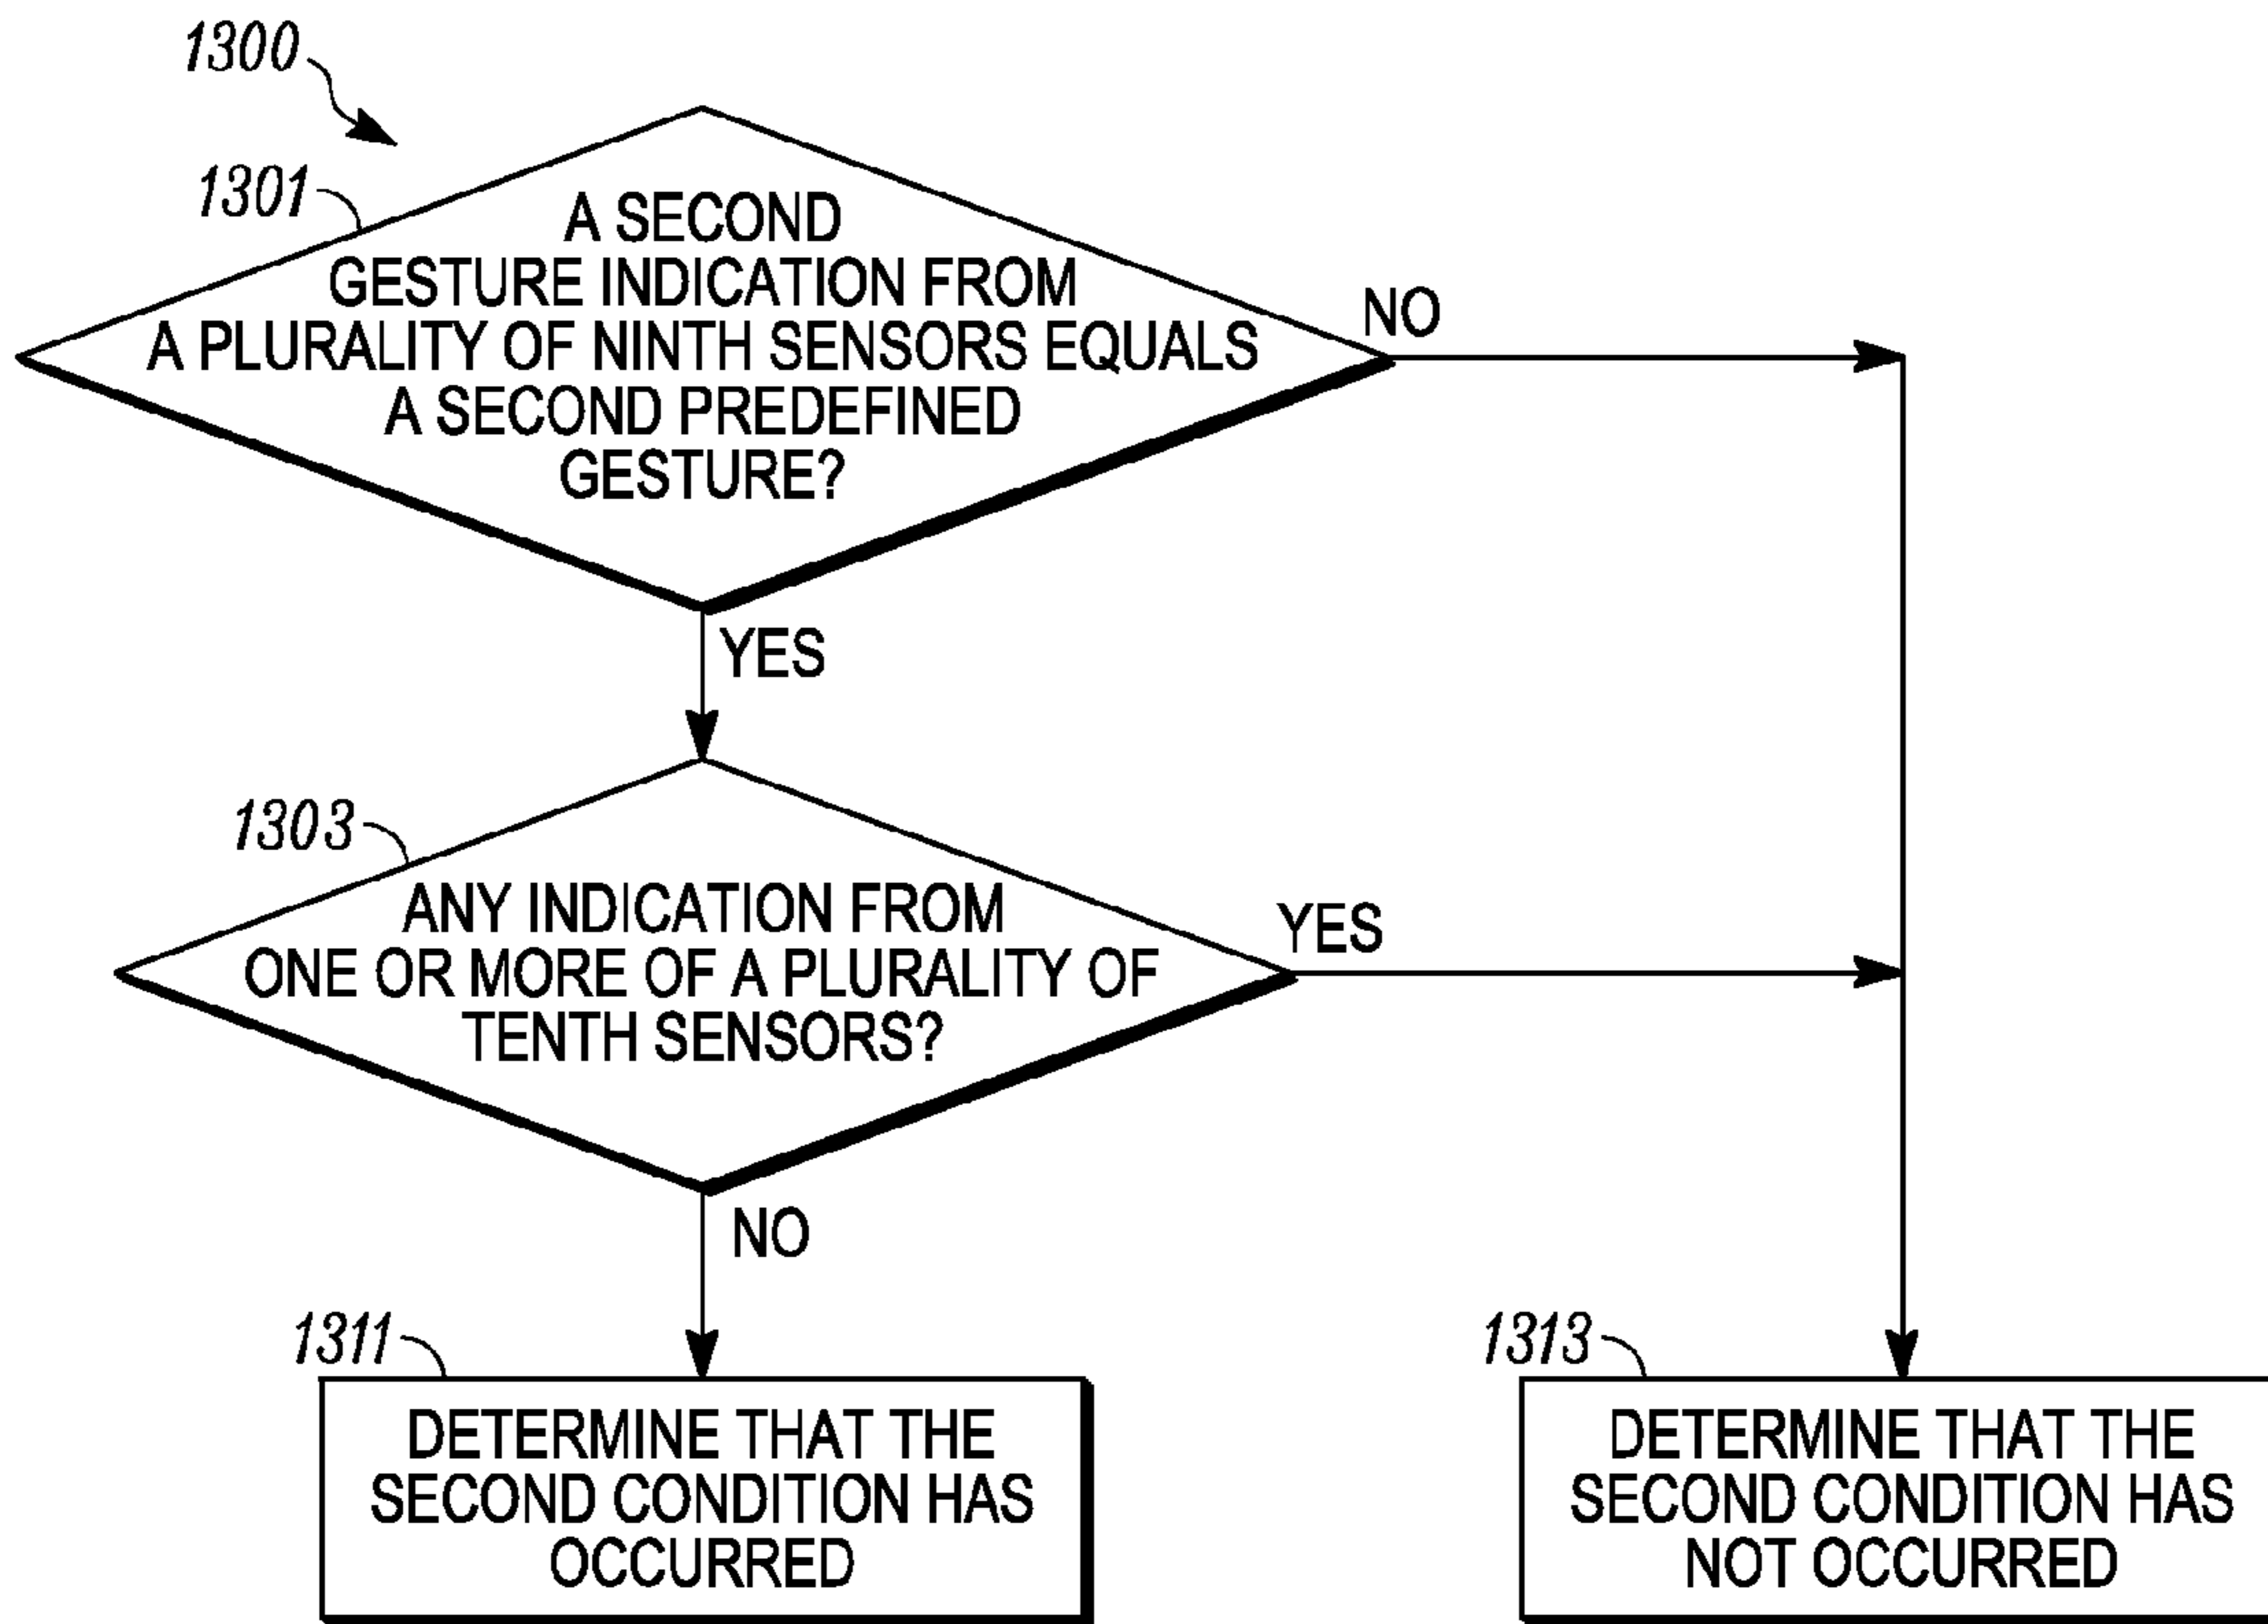 1300
1301
A SECOND
GESTURE INDICATION FROM
A PLURALITY OF NINTH SENSORS EQUALS
A SECOND PREDEFINED
GESTURE?
NO
YES
1303
ANY INDICATION FROM
ONE OR MORE OF A PLURALITY OF
TENTH SENSORS?
YES
NO
1311
DETERMINE THAT THE
SECOND CONDITION HAS
OCCURRED
1313
DETERMINE THAT THE
SECOND CONDITION HAS
NOT OCCURRED